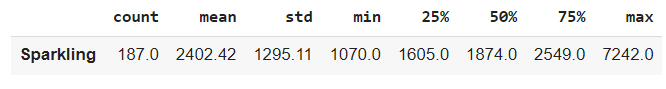 count mean std min 25% 50% 75% max
Sparkling 187.0 2402.42 1295.11 1070.0 1605.0 1874.0 2549.0 7242.0